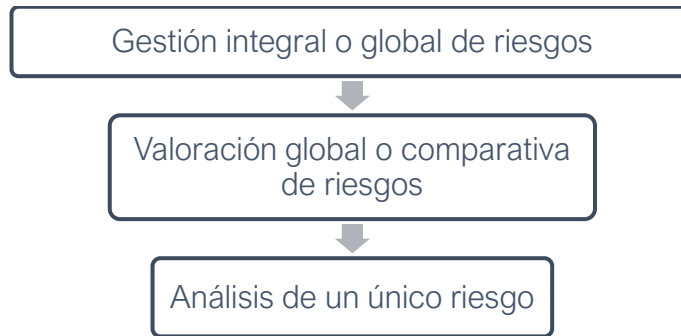 Gestión integral o global de riesgos
Valoración global o comparativa
de riesgos
Análisis de un único riesgo